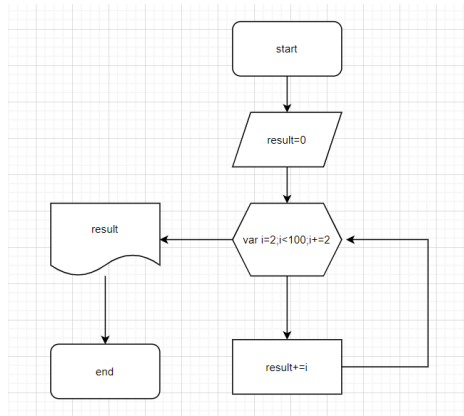 start
result=0
var i=2;i<100;i+=2
result
result+=i
end